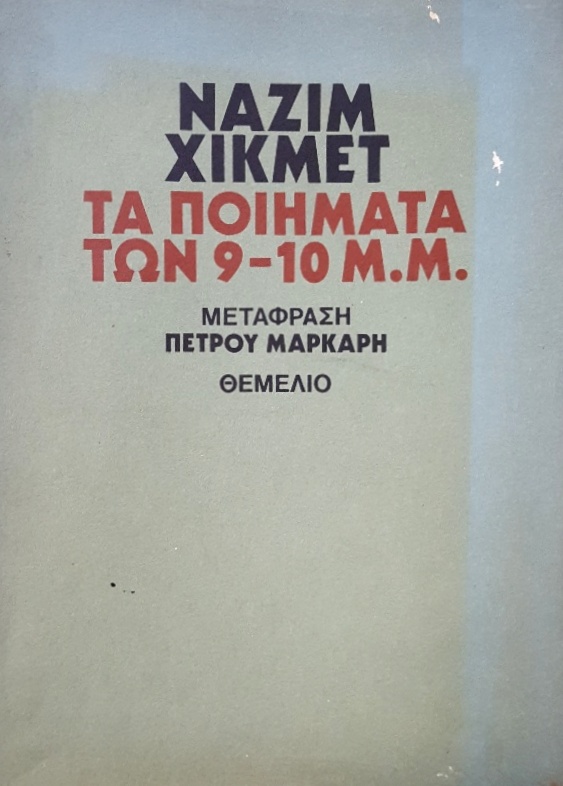 ΝΑΖΙΜ
ΧΙΚΜΕΤ
ΤΑ ΠΟΙΗΜΑΤΑ
ΤΩΝ 9-10 Μ.Μ.
ΜΕΤΑΦΡΑΣΗ
ΠΕΤΡΟΥ ΜΑΡΚΑΡΗ
ΘΕΜΕΛΙΟ